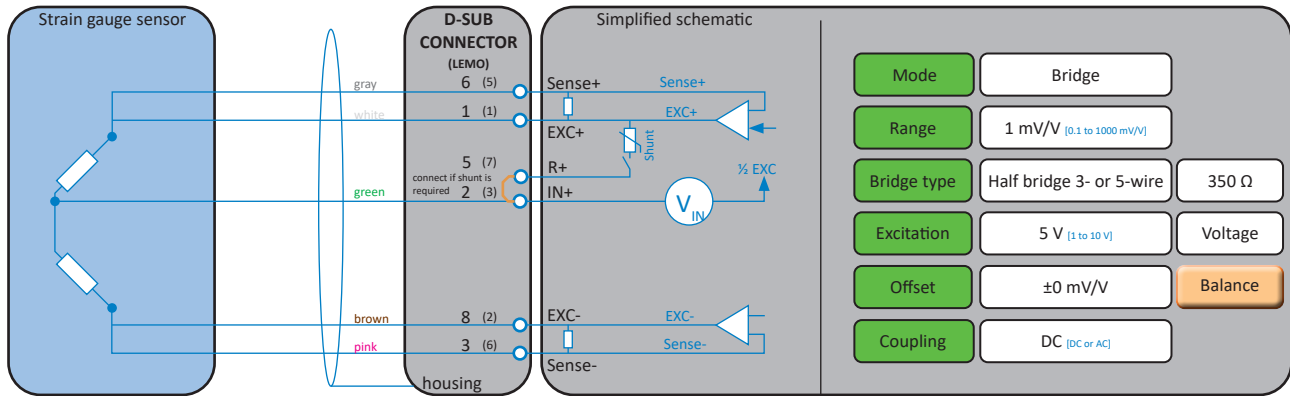 Strain gauge sensor
D-SUB
CONNECTOR
(LEMO)
Simplified schematic
gray
6 (5)
Sense+
Sense+
white
1 (1)
EXC+
EXC+
Shunt
5 (7)
connect if shunt is
required
R+
½ EXC
green
2 (3)
IN+
V IN
brown
8 (2)
EXC-
EXC-
pink
3 (6)
Sense-
Sense-
housing
Mode Bridge
Range 1 mV/V [0.1 to 1000 mV/V]
Bridge type Half bridge 3- or 5-wire 350 Ω
Excitation 5 V [1 to 10 V] Voltage
Offset ±0 mV/V Balance
Coupling DC [DC or AC]